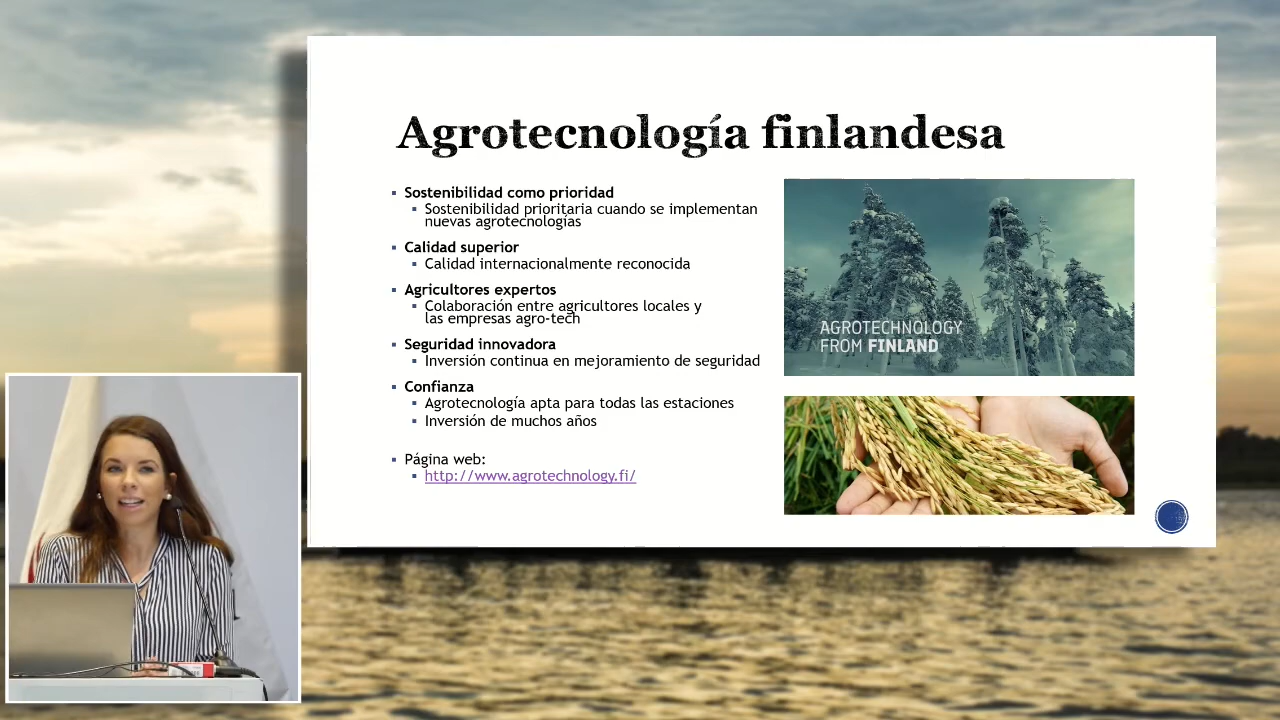 Agrotecnología finlandesa
Sostenibilidad como prioridad
Sostenibilidad prioritaria cuando se implementan
nuevas agrotecnologías
Calidad superior
Calidad internacionalmente reconocida
Agricultores expertos
Colaboración entre agricultores locales y
las empresas agro-tech
Seguridad innovadora
Inversión continua en mejoramiento de seguridad
Confianza
Agrotecnología apta para todas las estaciones
Inversión de muchos años
Página web:
http://www.agrotechnology.fi/
AGROTECHNOLOGY
FROM FINLAND